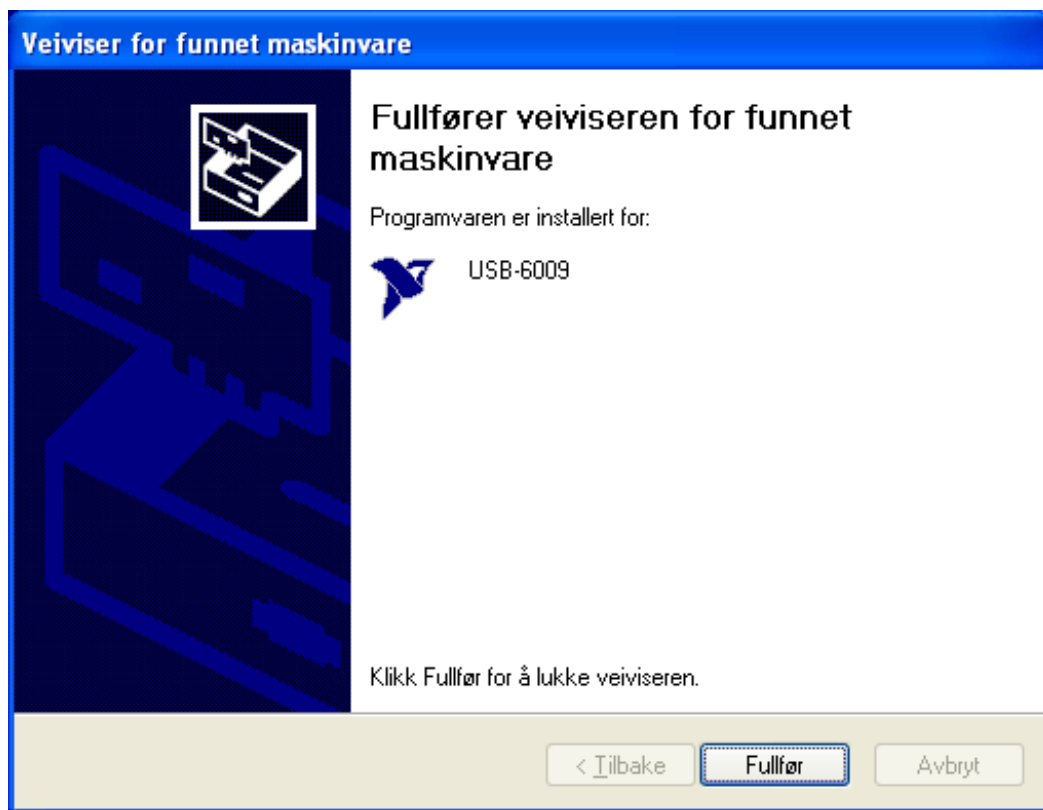 Veiviser for funnet maskinvare
Fullfører veiviseren for funnet
maskinvare
Programvaren er installert for:
USB-6009
Klikk Fullfør for å lukke veiviseren.
< Tilbake
Fullfør
Avbryt